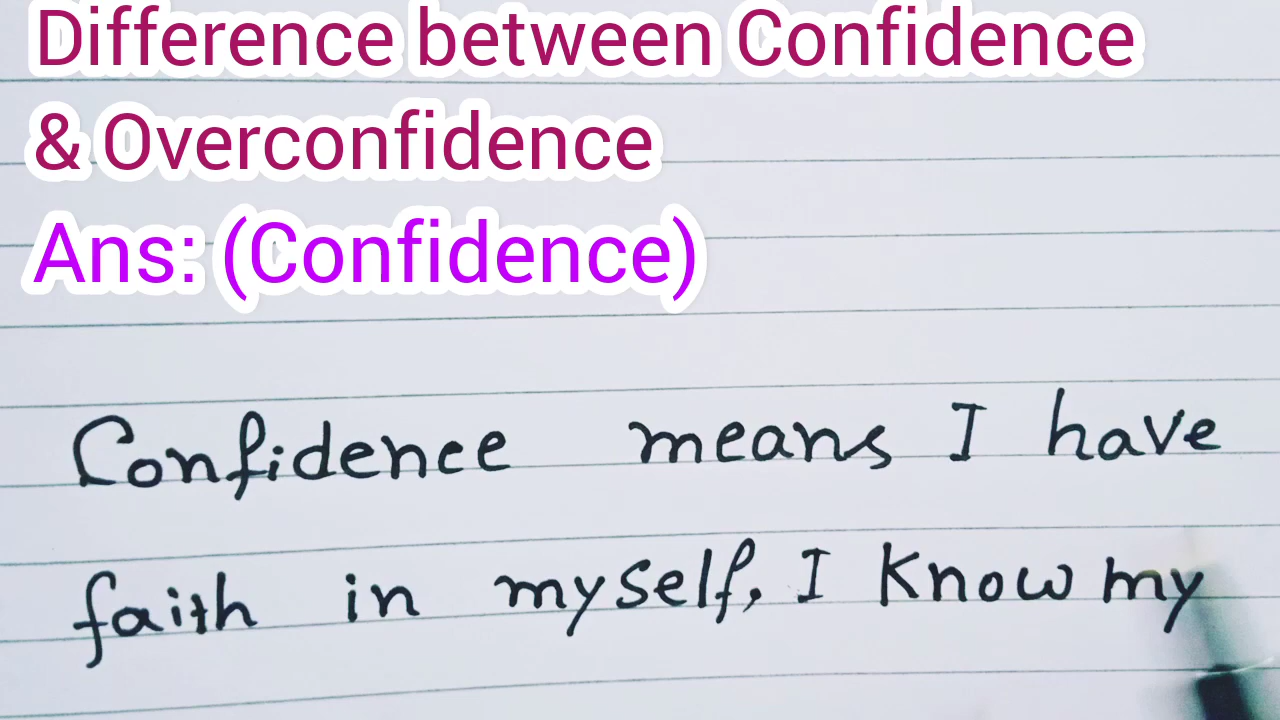 Difference between Confidence
& Overconfidence
Ans: (Confidence)
Confidence means I have
faith in myself, I know my